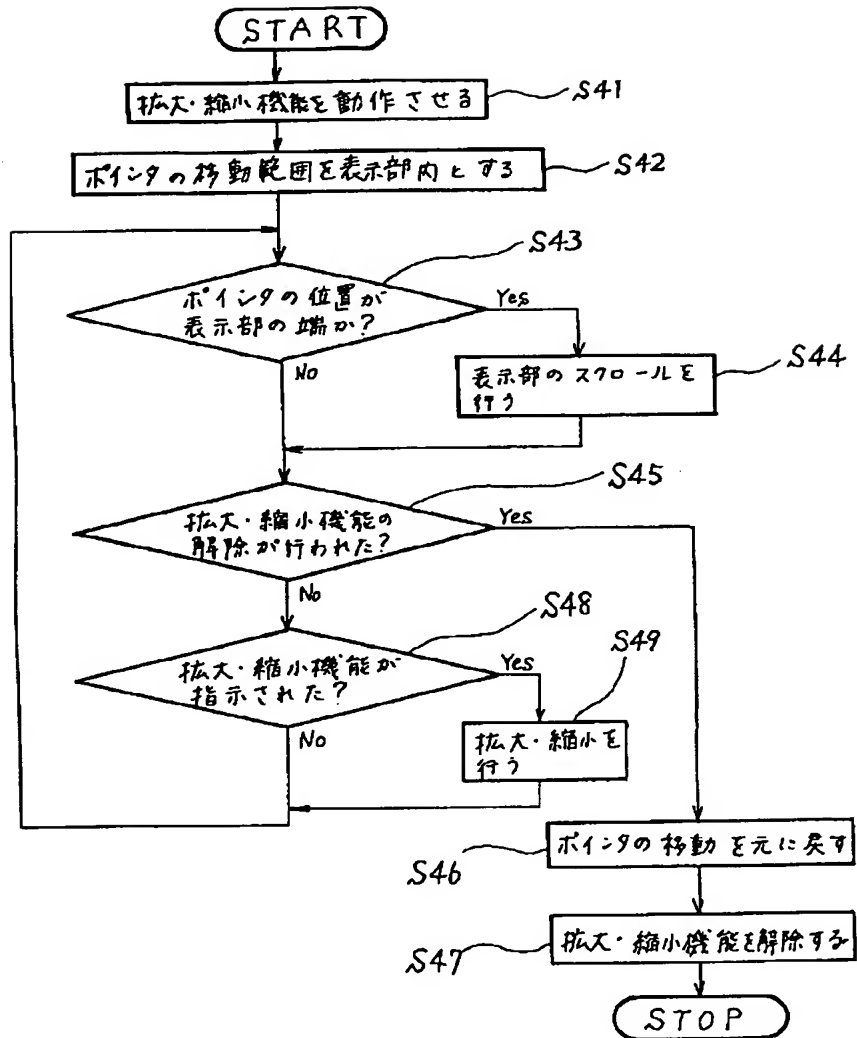 START
拡大・縮小機能を動作させる
S41
ポインタの移動範囲を表示部内とする
S42
S43
ポインタの位置が
表示部の端か?
Yes
No
S44
表示部のスクロールを
行う
S45
拡大・縮小機能の
解除が行われた?
Yes
No
S48
拡大・縮小機能が
指示された?
Yes
No
S49
拡大・縮小を
行う
ポインタの移動を元に戻す
S46
拡大・縮小機能を解除する
S47
STOP